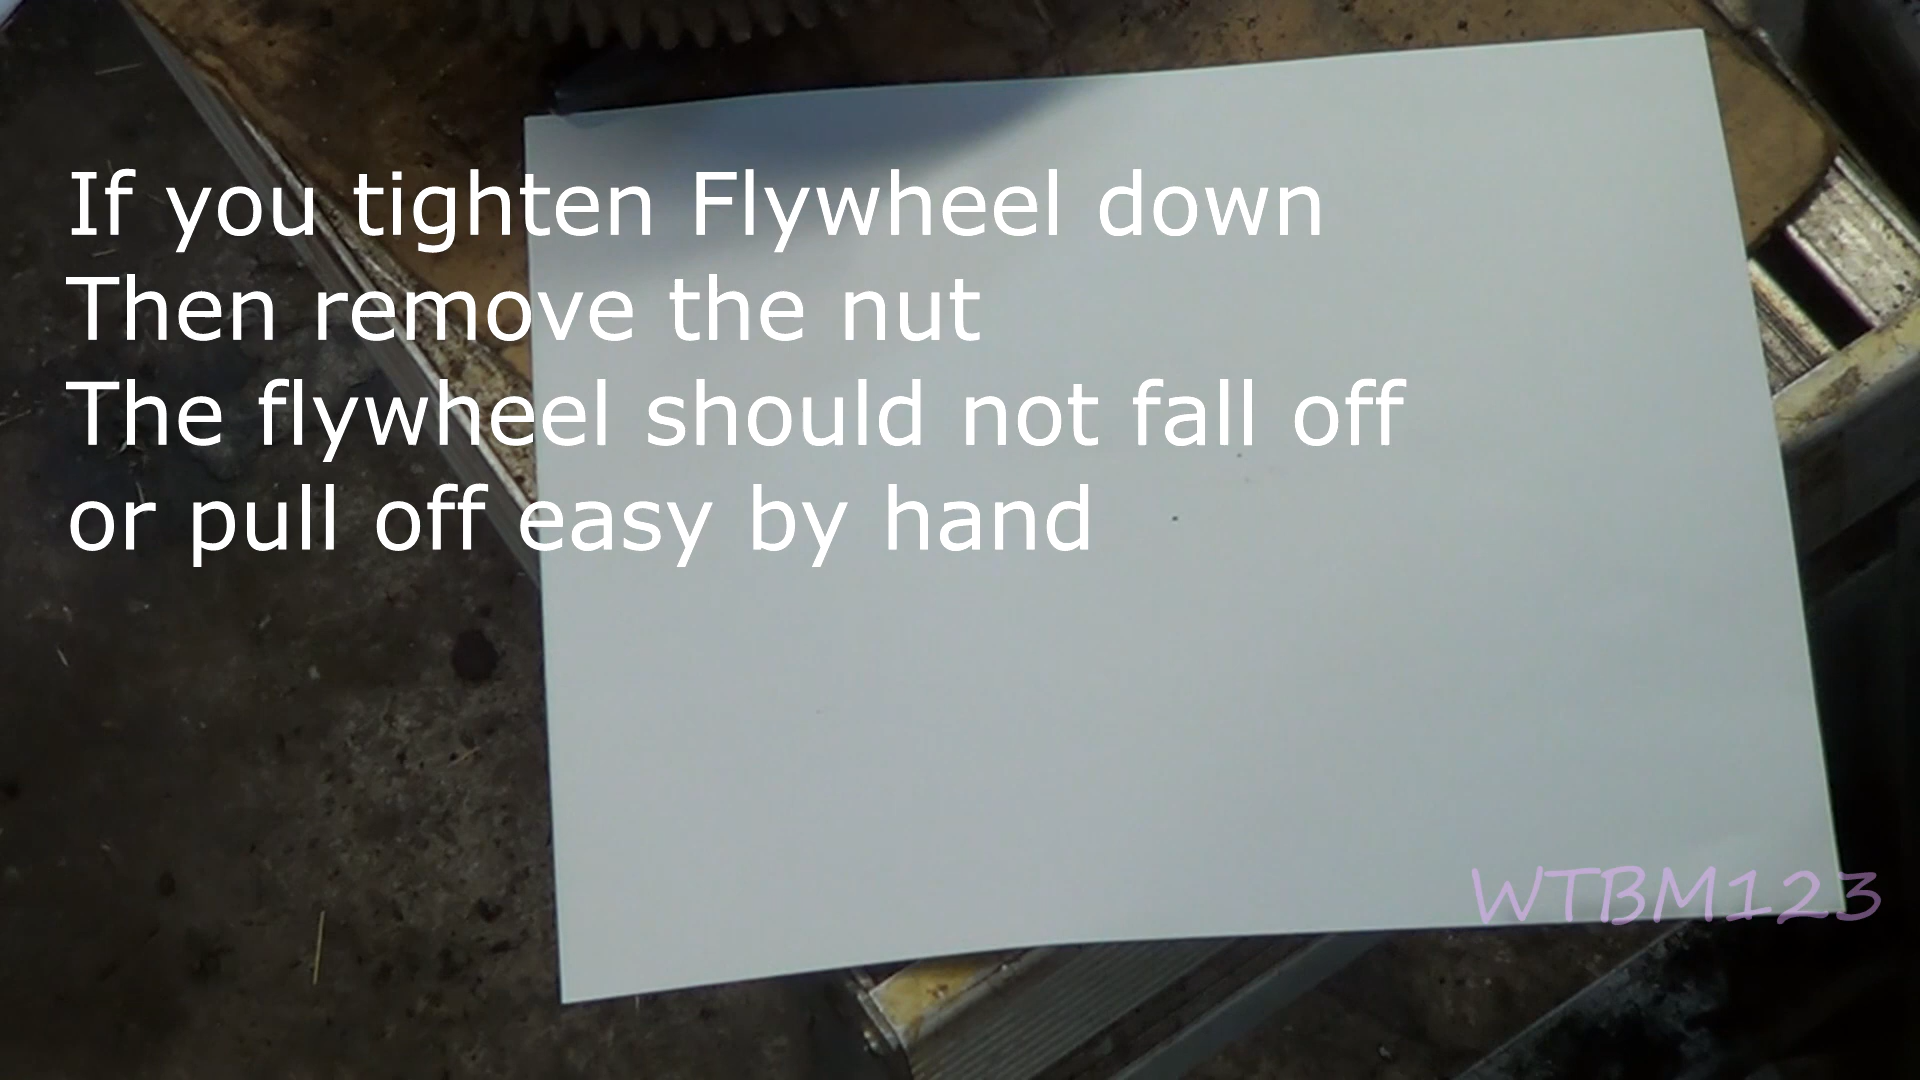 If you tighten Flywheel down
Then remove the nut
The flywheel should not fall off
or pull off easy by hand
WTBM123